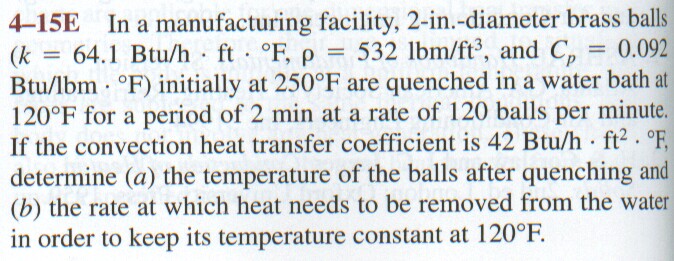 4–15E In a manufacturing facility, 2-in.-diameter brass balls
(k = 64.1 Btu/h · ft · °F, ρ = 532 lbm/ft³, and Cp = 0.092
Btu/lbm · °F) initially at 250°F are quenched in a water bath at
120°F for a period of 2 min at a rate of 120 balls per minute.
If the convection heat transfer coefficient is 42 Btu/h · ft² · °F,
determine (a) the temperature of the balls after quenching and
(b) the rate at which heat needs to be removed from the water
in order to keep its temperature constant at 120°F.